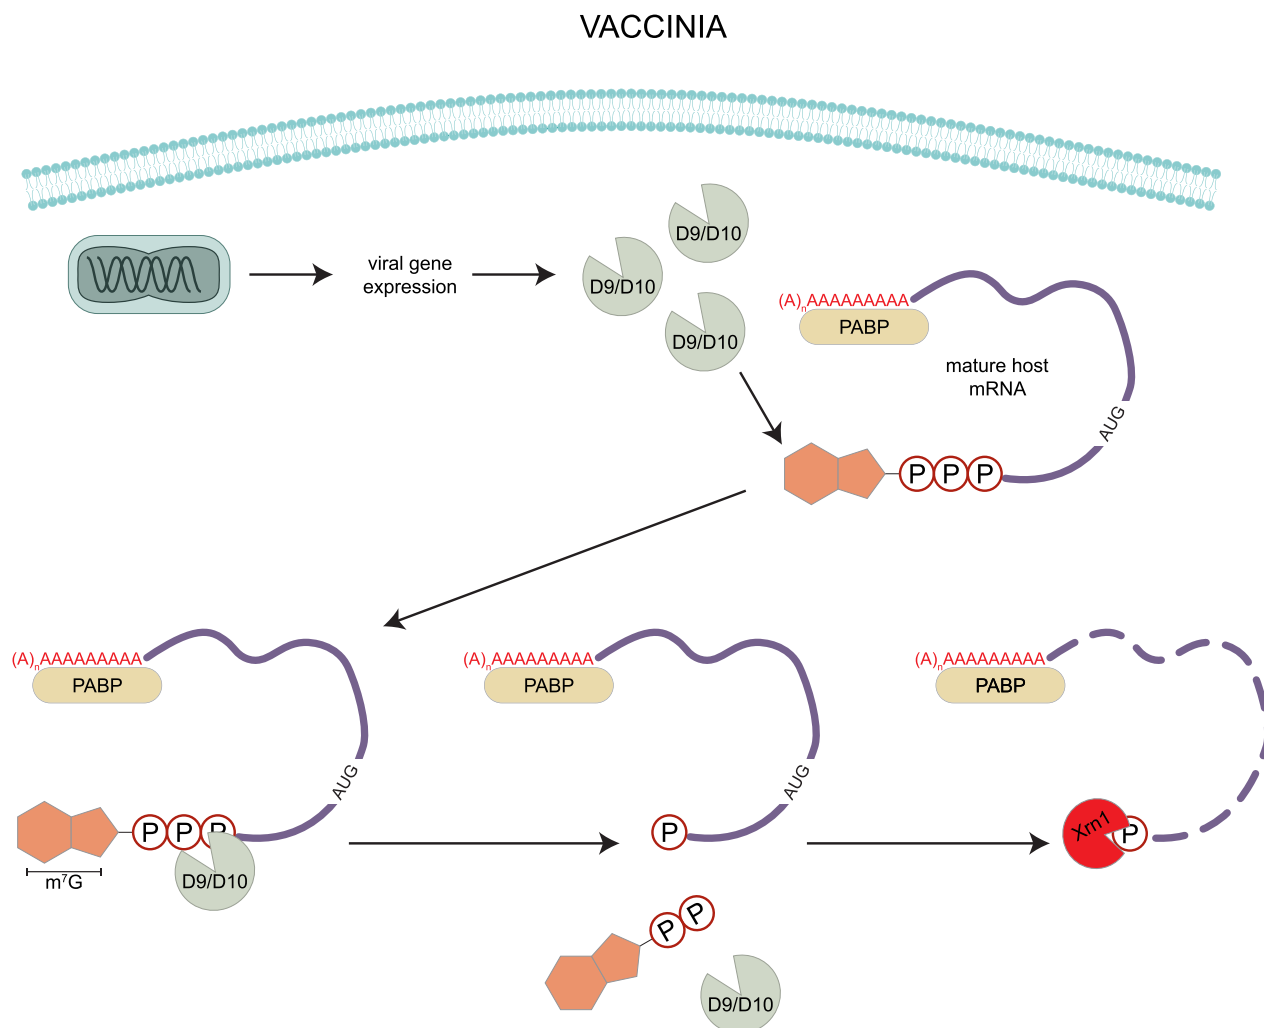 VACCINIA
D9/D10
D9/D10
D9/D10
viral gene
expression
(A)nAAAAAAAAA
PABP
mature host
mRNA
AUG
P P P
(A)nAAAAAAAAA
PABP
AUG
P P P
D9/D10
m⁷G
(A)nAAAAAAAAA
PABP
AUG
P
P P
D9/D10
(A)nAAAAAAAAA
PABP
Xrn1
P